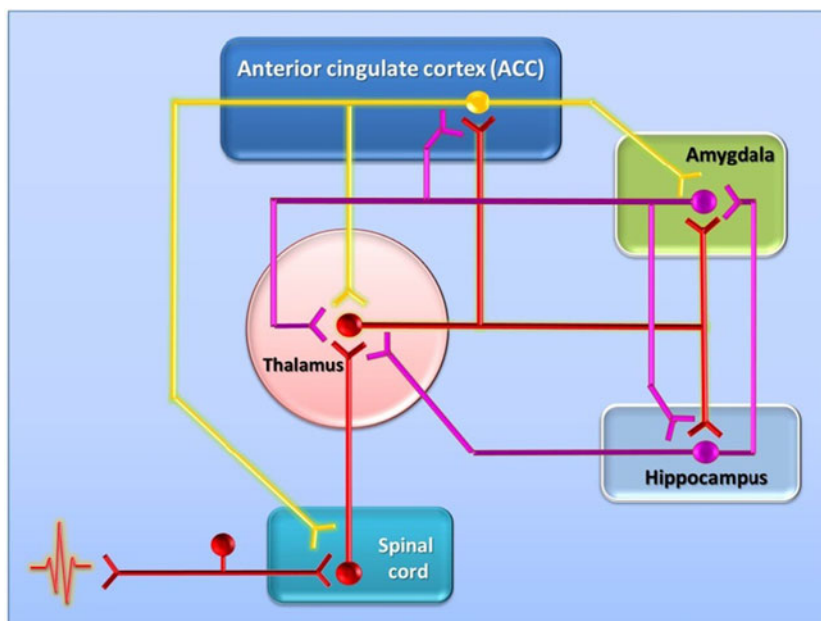 Anterior cingulate cortex (ACC)
Amygdala
Thalamus
Hippocampus
Spinal
cord